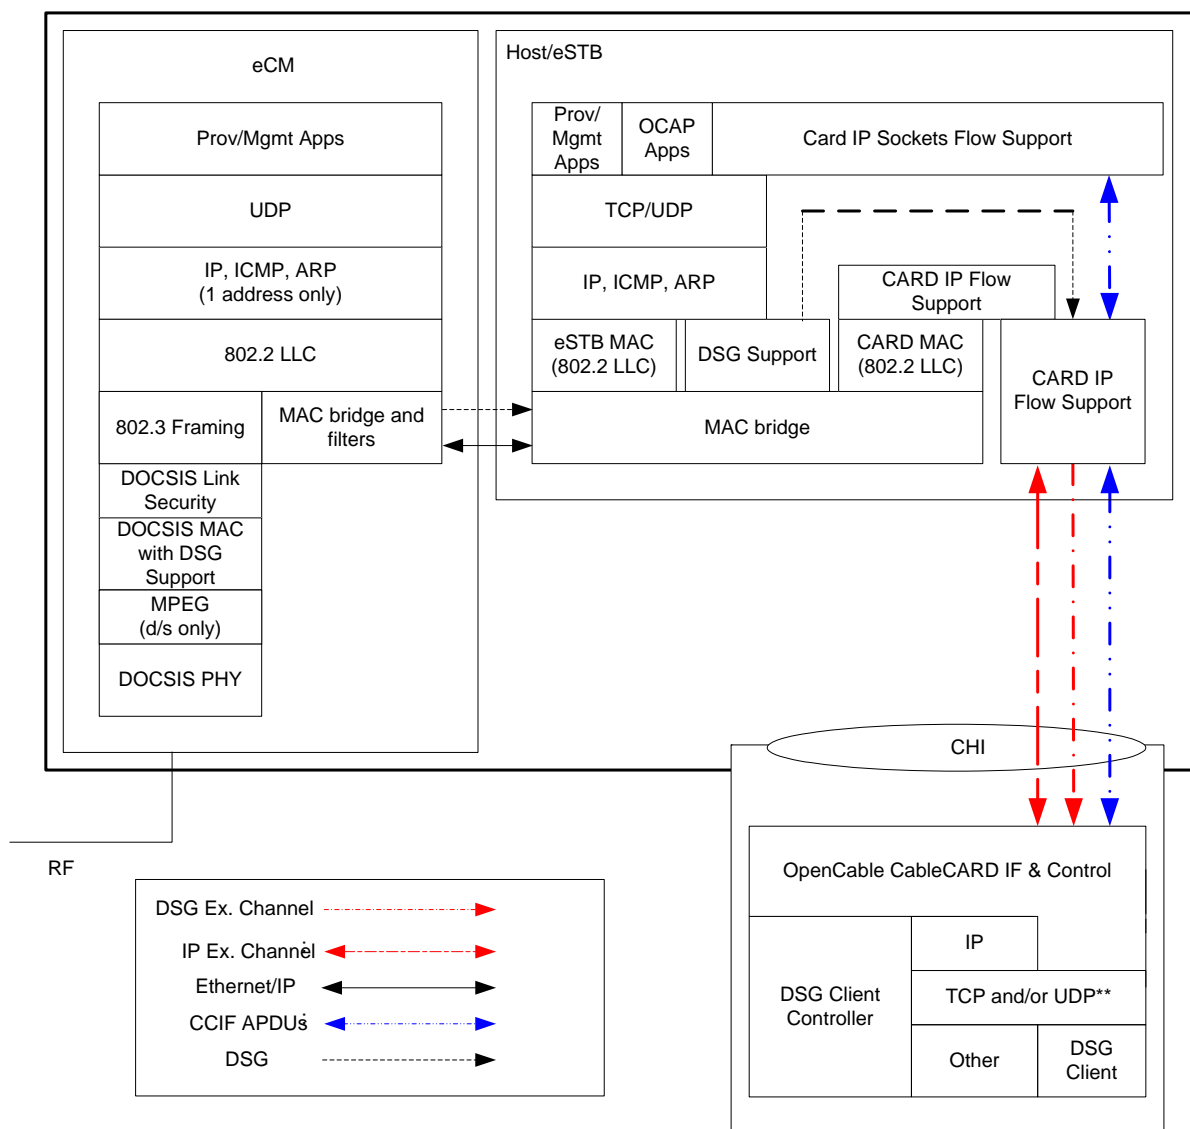 eCM
Prov/Mgmt Apps
UDP
IP, ICMP, ARP
(1 address only)
802.2 LLC
802.3 Framing
MAC bridge and
filters
DOCSIS Link
Security
DOCSIS MAC
with DSG
Support
MPEG
(d/s only)
DOCSIS PHY
Host/eSTB
Prov/
Mgmt
Apps
OCAP
Apps
Card IP Sockets Flow Support
TCP/UDP
IP, ICMP, ARP
CARD IP Flow
Support
eSTB MAC
(802.2 LLC)
DSG Support
CARD MAC
(802.2 LLC)
CARD IP
Flow Support
MAC bridge
CHI
OpenCable CableCARD IF & Control
IP
DSG Client
Controller
TCP and/or UDP**
Other
DSG
Client
RF
DSG Ex. Channel
IP Ex. Channel
Ethernet/IP
CCIF APDUs
DSG